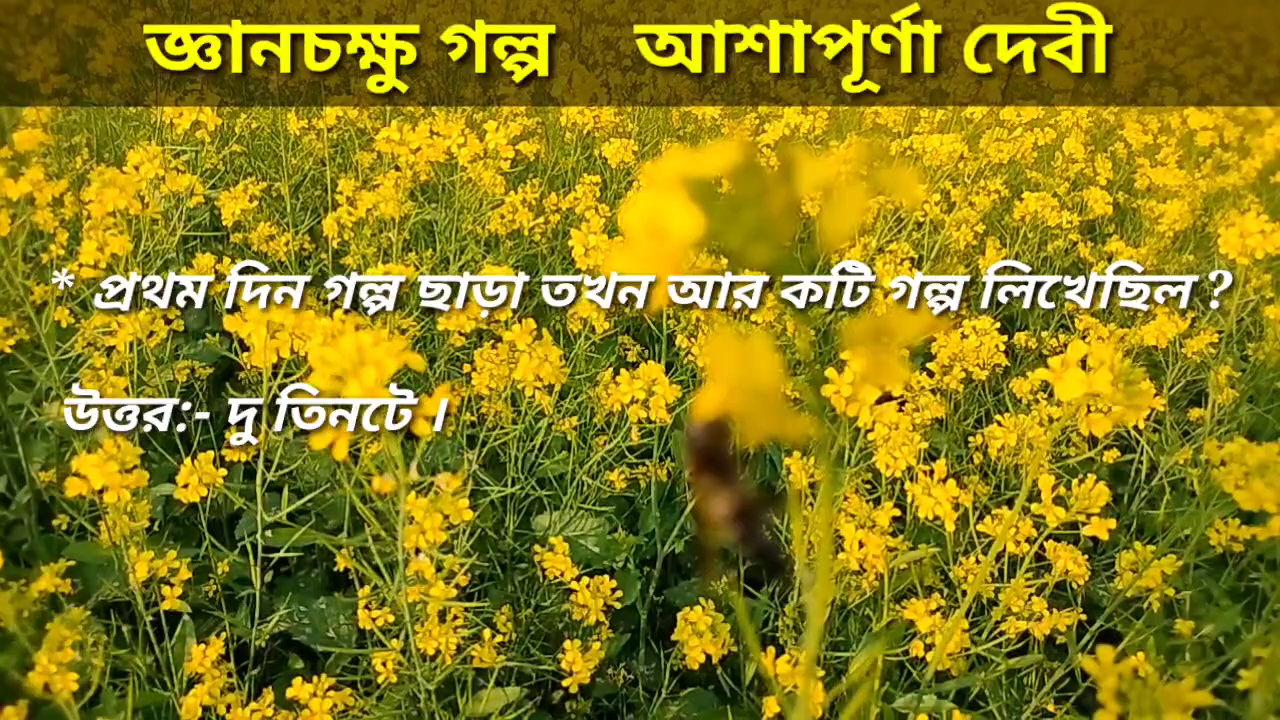 জ্ঞানচক্ষু গল্প আশাপূর্ণা দেবী
* প্রথম দিন গল্প ছাড়া তখন আর কটি গল্প লিখেছিল ?
উত্তর:- দু তিনটে ।